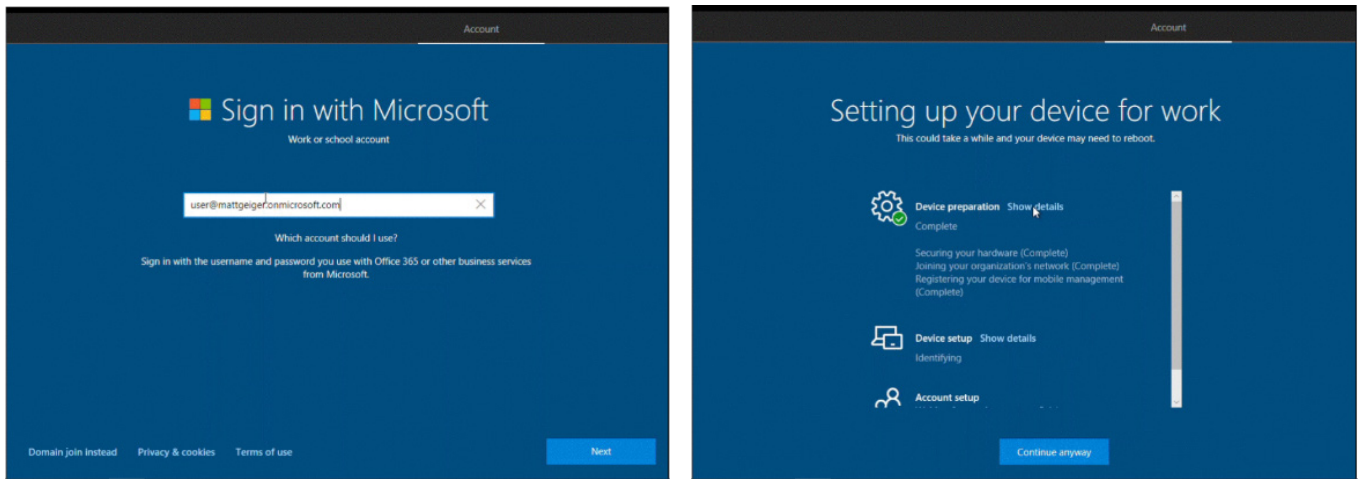 Account
Sign in with Microsoft
Work or school account
user@mattgeiger.onmicrosoft.com
Which account should I use?
Sign in with the username and password you use with Office 365 or other business services
from Microsoft.
Domain join instead
Privacy & cookies
Terms of use
Next
Account
Setting up your device for work
This could take a while and your device may need to reboot.
Device preparation Show details
Complete
Securing your hardware (Complete)
Joining your organization's network (Complete)
Registering your device for mobile management
(Complete)
Device setup Show details
Identifying
Account setup
Continue anyway